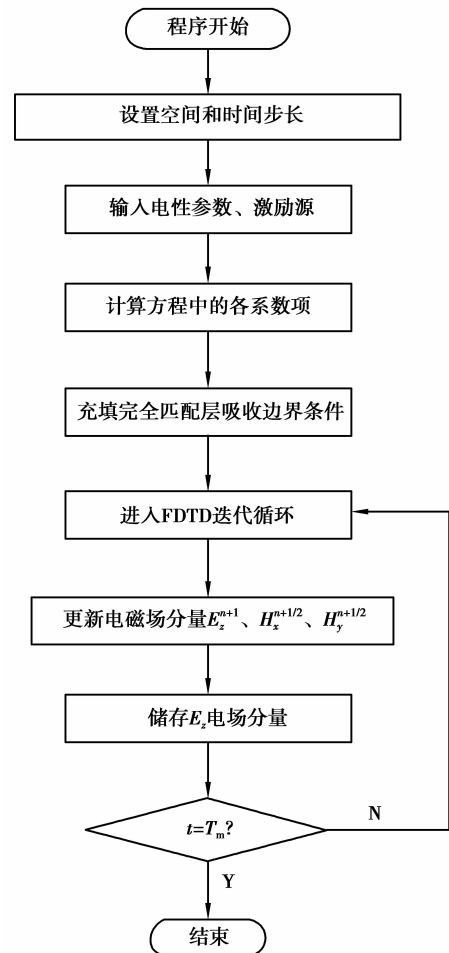 程序开始
设置空间和时间步长
输入电性参数、激励源
计算方程中的各系数项
充填完全匹配层吸收边界条件
进入FDTD迭代循环
更新电磁场分量E_z^{n+1}、H_x^{n+1/2}、H_y^{n+1/2}
储存E_z电场分量
t=T_m?
N
Y
结束